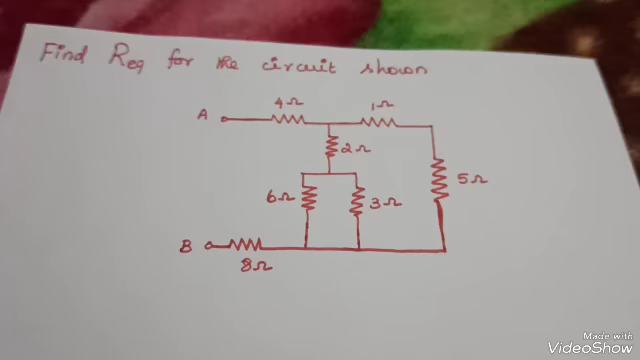 Find Req for the circuit shown
4Ω 1Ω
A
2Ω
6Ω 3Ω 5Ω
B
8Ω
Made with
VideoShow